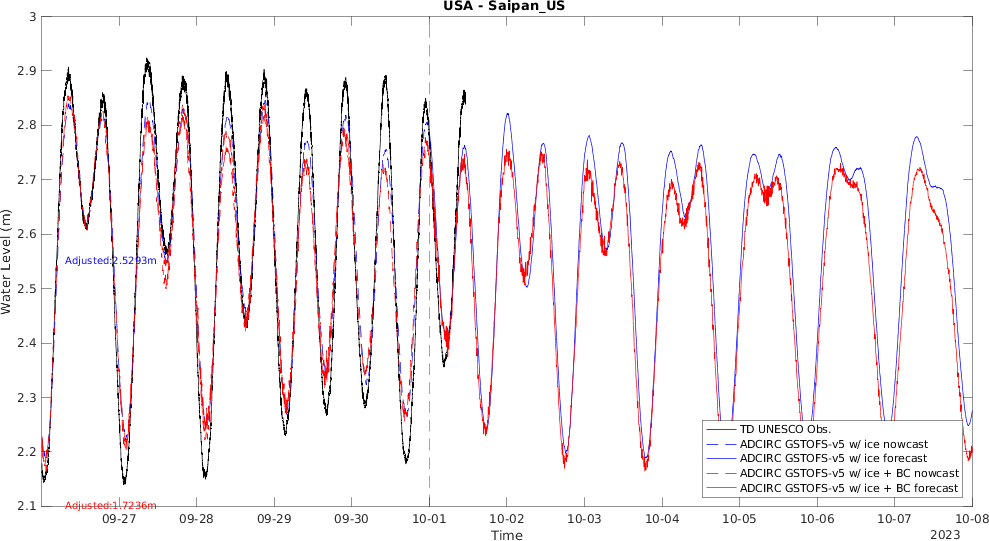 USA - Saipan_US
3
2.9
2.8
2.7
2.6
2.5
2.4
2.3
2.2
2.1
Water Level (m)
Adjusted:2.5293m
Adjusted:1.7236m
TD UNESCO Obs.
ADCIRC GSTOFS-v5 w/ ice nowcast
ADCIRC GSTOFS-v5 w/ ice forecast
ADCIRC GSTOFS-v5 w/ ice + BC nowcast
ADCIRC GSTOFS-v5 w/ ice + BC forecast
09-27 09-28 09-29 09-30 10-01 10-02 10-03 10-04 10-05 10-06 10-07 10-08
Time
2023